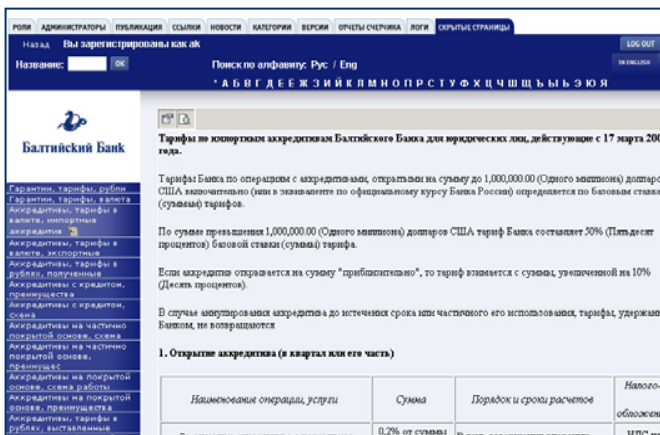 РОЛИ АДМИНИСТРАТОРЫ ПУБЛИКАЦИЯ ССЫЛКИ НОВОСТИ КАТЕГОРИИ ВЕРСИИ ОТЧЕТЫ СЧЕТЧИКА ЛОГИ СКРЫТЫЕ СТРАНИЦЫ
Назад Вы зарегистрированы как ak LOG OUT
Название: OK Поиск по алфавиту: Рус / Eng IN ENGLISH
* А Б В Г Д Е Ё Ж З И Й К Л М Н О П Р С Т У Ф Х Ц Ч Ш Щ Ъ Ы Ь Э Ю Я
Балтийский Банк
Гарантии, тарифы, рубли
Гарантии, тарифы, валюта
Аккредитивы, тарифы в
валюте, импортные
аккредитив
Аккредитивы, тарифы в
валюте, экспортные
Аккредитивы, тарифы в
рублях, полученные
Аккредитивы с кредитом,
преимущества
Аккредитивы с кредитом,
схема
Аккредитивы на частично
покрытой основе, схема
Аккредитивы на частично
покрытой основе,
преимущес
Аккредитивы на покрытой
основе, схема работы
Аккредитивы на покрытой
основе, преимущества
Аккредитивы, тарифы в
рублях, выставленные
Тарифы по импортным аккредитивам Балтийского Банка для юридических лиц, действующие с 17 марта 200
года.
Тарифы Банка по операциям с аккредитивами, открытыми на сумму до 1,000,000.00 (Одного миллиона) долларо
США включительно (или в эквиваленте по официальному курсу Банка России) определяется по базовым ставка
(суммам) тарифов.
По сумме превышения 1,000,000.00 (Одного миллиона) долларов США тариф Банка составляет 50% (Пятьдесят
процентов) базовой ставки (суммы) тарифа.
Если аккредитив открывается на сумму "приблизительно", то тариф взимается с суммы, увеличенной на 10%
(Десять процентов).
В случае аннулирования аккредитива до истечения срока или частичного его использования, тарифы, удержан
Банком, не возвращаются
1. Открытие аккредитива (в квартал или его часть)
Наименование операции, услуги Сумма Порядок и сроки расчетов Налого-
обложен
0,2% от суммы